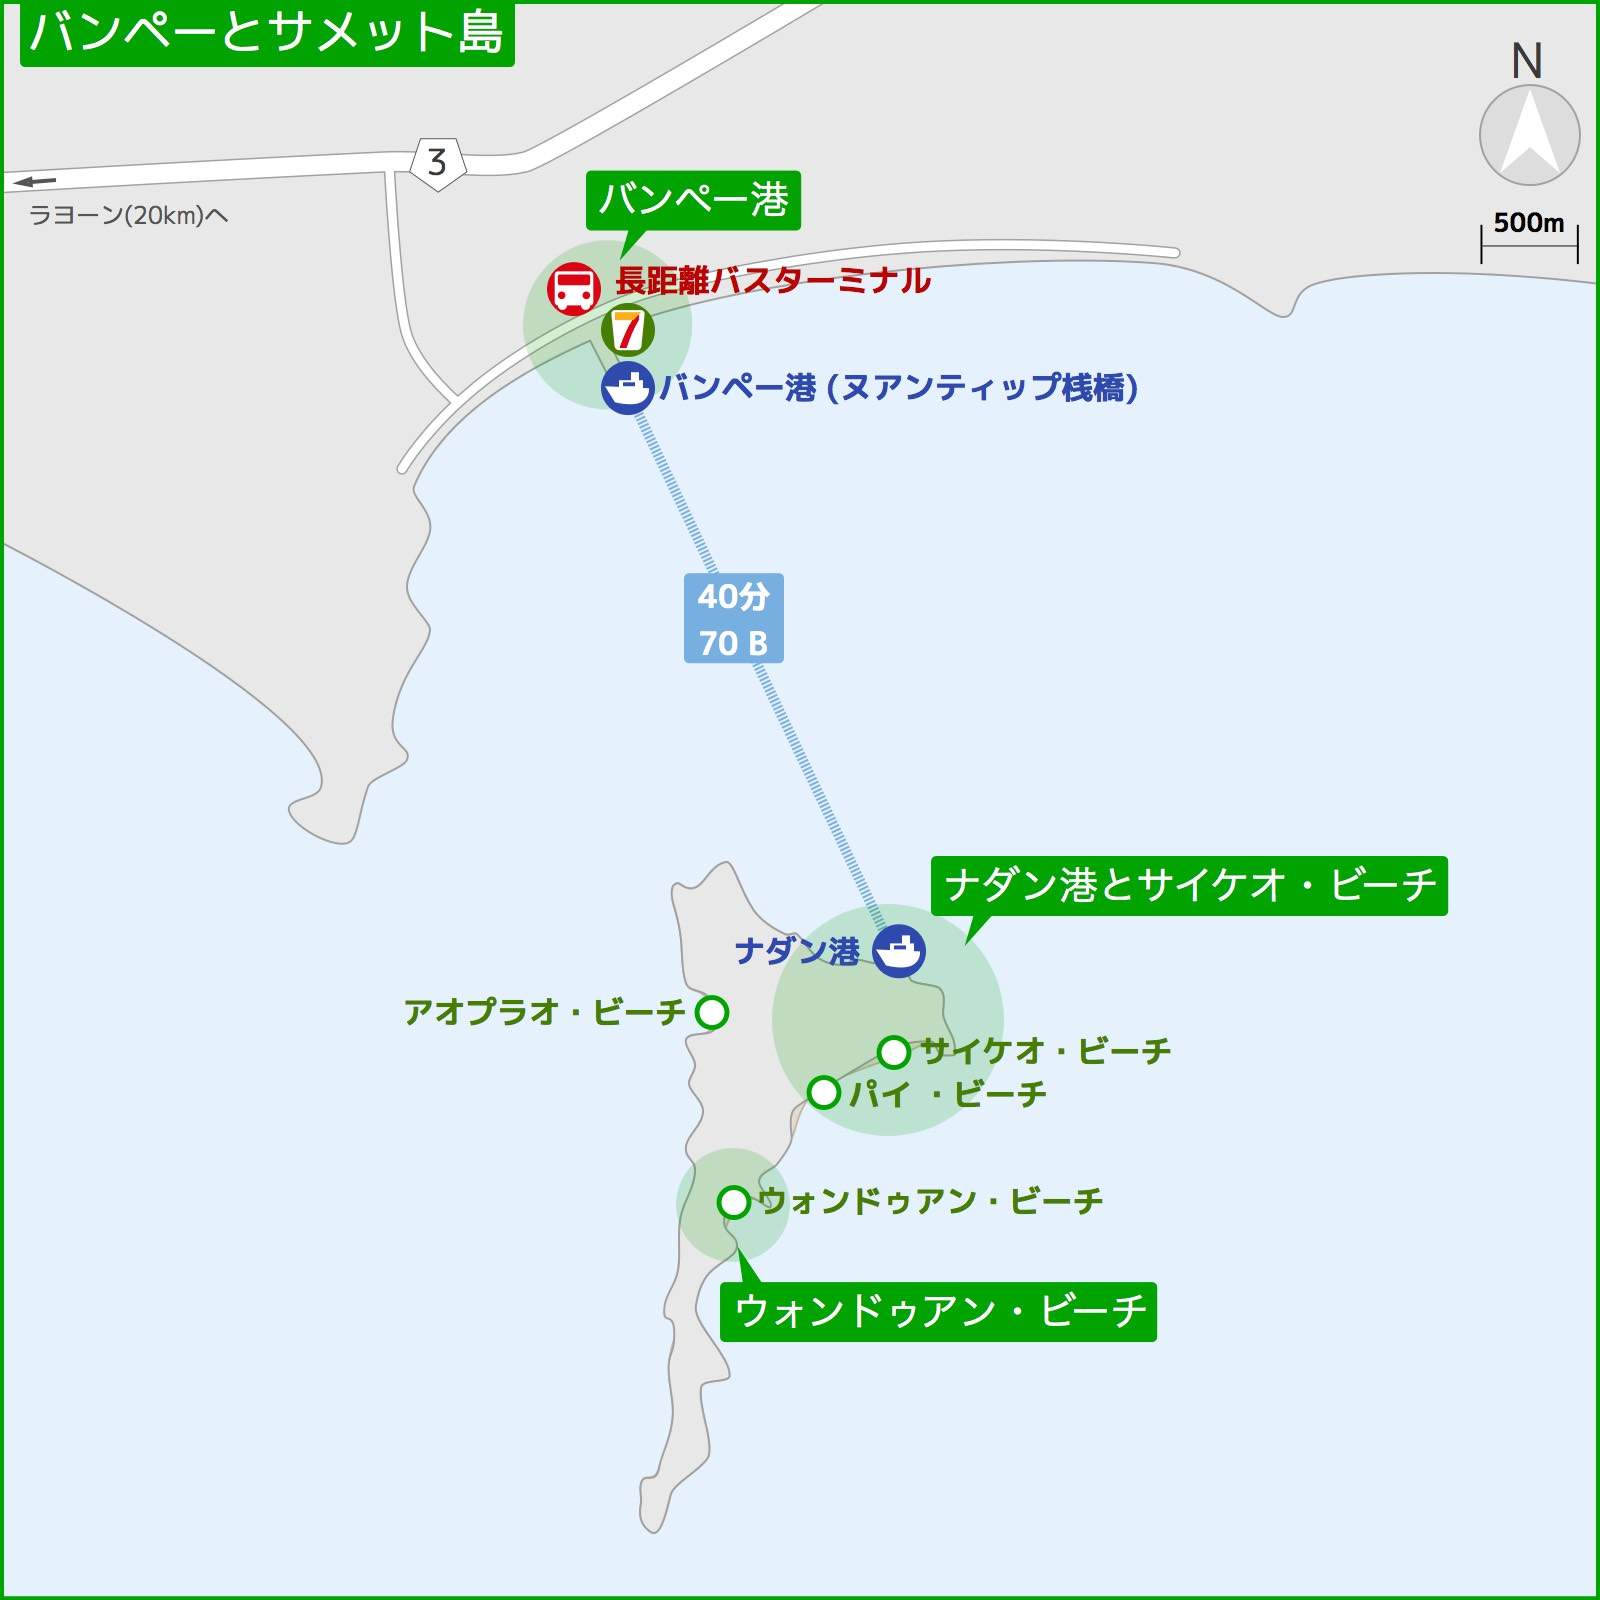 バンペーとサメット島
N
3
ラヨーン(20km)へ
500m
バンペー港
長距離バスターミナル
7
バンペー港 (ヌアンティップ桟橋)
40分
70 B
ナダン港とサイケオ・ビーチ
ナダン港
アオプラオ・ビーチ
サイケオ・ビーチ
パイ ・ビーチ
ウォンドゥアン・ビーチ
ウォンドゥアン・ビーチ